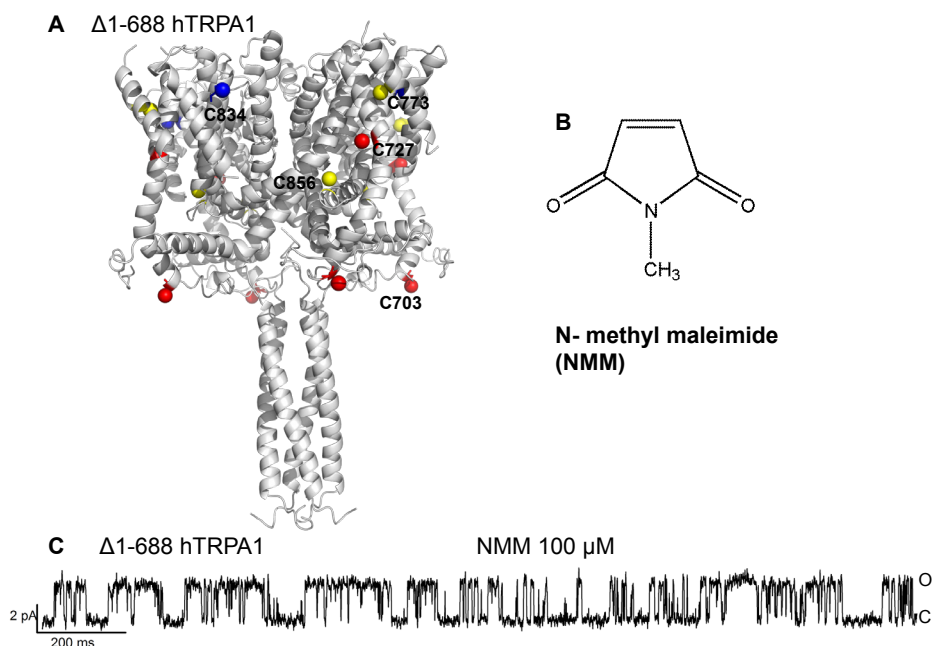 A Δ1-688 hTRPA1
C834
C773
C727
C856
C703
B
O
O
N
CH3
N- methyl maleimide
(NMM)
C Δ1-688 hTRPA1 NMM 100 µM
O
C
2 pA
200 ms